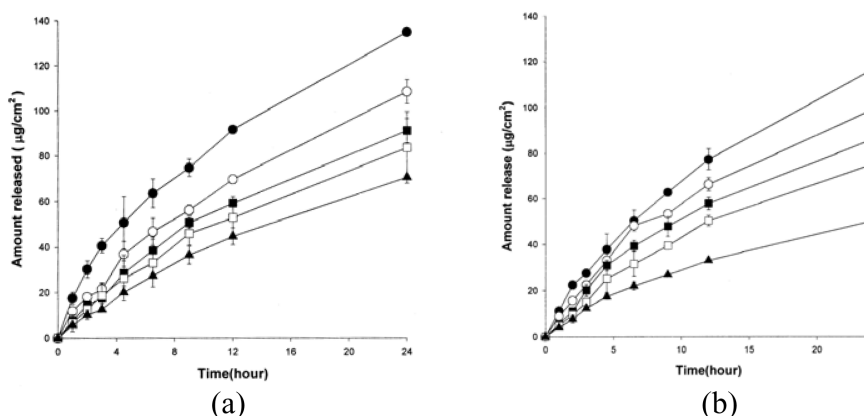 140
120
100
80
60
40
20
0
Amount released ( μg/cm²)
0 4 8 12 16 20 24
Time(hour)
(a)
140
120
100
80
60
40
20
0
Amount release (μg/cm²)
0 5 10 15 20
Time(hour)
(b)